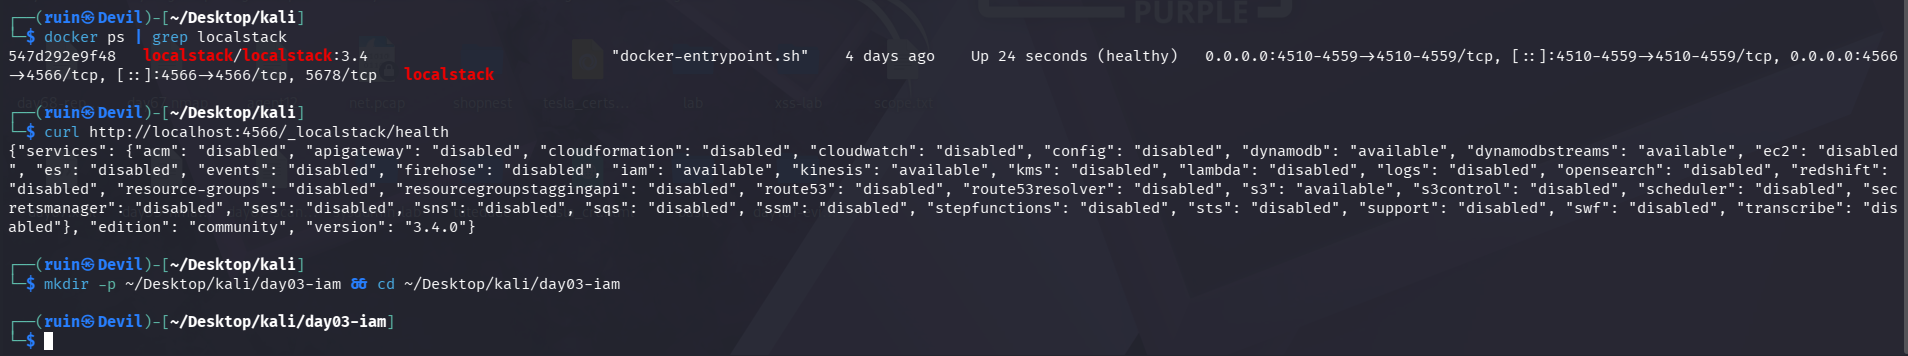 PURPLE
┌──(ruin㉿Devil)-[~/Desktop/kali]
└─$ docker ps | grep localstack
547d292e9f48   localstack/localstack:3.4                           "docker-entrypoint.sh"    4 days ago    Up 24 seconds (healthy)   0.0.0.0:4510-4559→4510-4559/tcp, [::]:4510-4559→4510-4559/tcp, 0.0.0.0:4566
→4566/tcp, [::]:4566→4566/tcp, 5678/tcp   localstack
net.pcap shopnest tesla_certs... lab xss-lab
┌──(ruin㉿Devil)-[~/Desktop/kali]
└─$ curl http://localhost:4566/_localstack/health
{"services": {"acm": "disabled", "apigateway": "disabled", "cloudformation": "disabled", "cloudwatch": "disabled", "config": "disabled", "dynamodb": "available", "dynamodbstreams": "available", "ec2": "disabled
", "es": "disabled", "events": "disabled", "firehose": "disabled", "iam": "available", "kinesis": "available", "kms": "disabled", "lambda": "disabled", "logs": "disabled", "opensearch": "disabled", "redshift":
"disabled", "resource-groups": "disabled", "resourcegroupstaggingapi": "disabled", "route53": "disabled", "route53resolver": "disabled", "s3": "available", "s3control": "disabled", "scheduler": "disabled", "sec
retsmanager": "disabled", "ses": "disabled", "sns": "disabled", "sqs": "disabled", "ssm": "disabled", "stepfunctions": "disabled", "sts": "disabled", "support": "disabled", "swf": "disabled", "transcribe": "dis
abled"}, "edition": "community", "version": "3.4.0"}
┌──(ruin㉿Devil)-[~/Desktop/kali]
└─$ mkdir -p ~/Desktop/kali/day03-iam && cd ~/Desktop/kali/day03-iam
┌──(ruin㉿Devil)-[~/Desktop/kali/day03-iam]
└─$